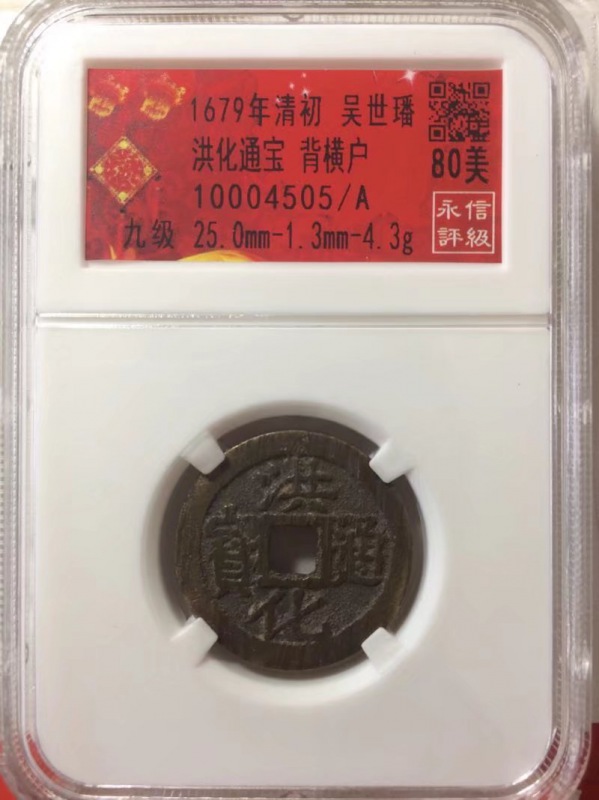 1679年清初 吴世璠
洪化通宝 背横户
80美
10004505/A
九级 25.0mm-1.3mm-4.3g
永信
評級
洪化通寳